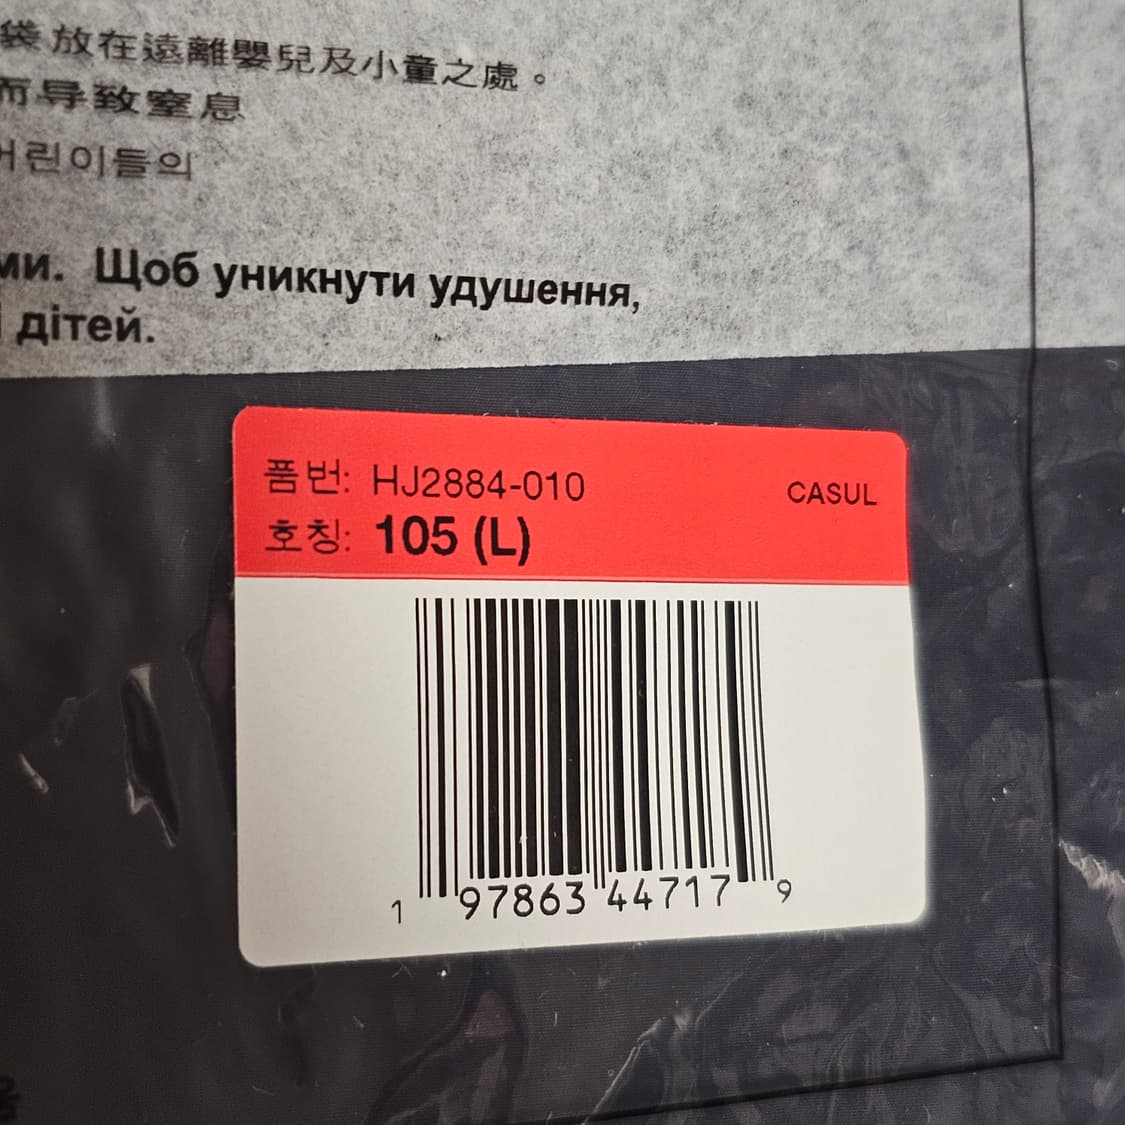 袋放在遠離嬰兒及小童之處。
而导致窒息
어린이들의
ми. Щоб уникнути удушення,
і дітей.
품번: HJ2884-010
CASUL
호칭: 105 (L)
1 97863 44717 9
용